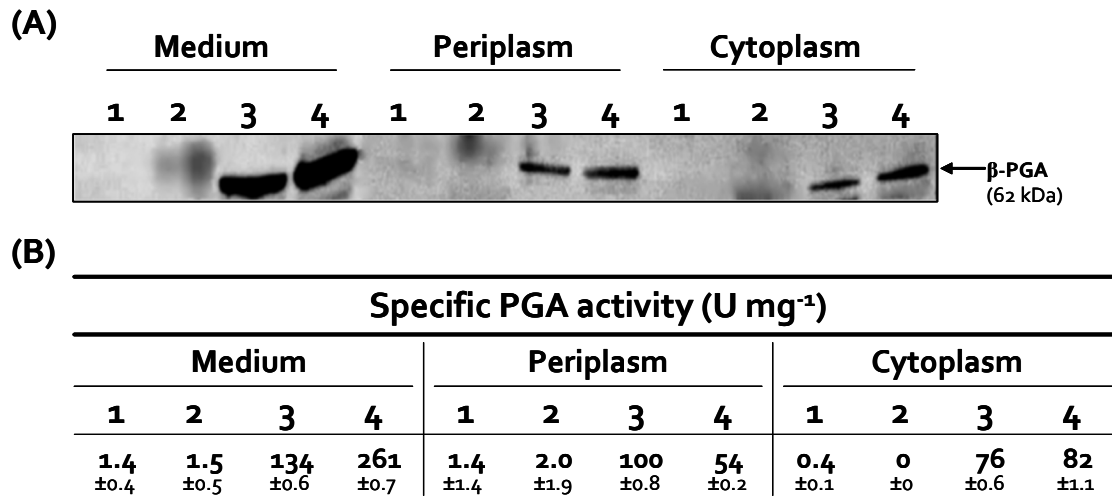 (A)
Medium Periplasm Cytoplasm
1 2 3 4 1 2 3 4 1 2 3 4
β-PGA
(62 kDa)
(B)
Specific PGA activity (U mg⁻¹)
Medium Periplasm Cytoplasm
1 2 3 4 1 2 3 4 1 2 3 4
1.4 1.5 134 261 1.4 2.0 100 54 0.4 0 76 82
±0.4 ±0.5 ±0.6 ±0.7 ±1.4 ±1.9 ±0.8 ±0.2 ±0.1 ±0 ±0.6 ±1.1